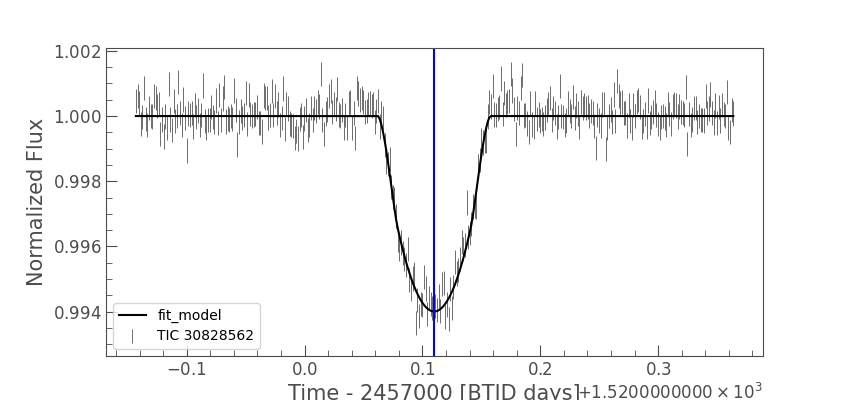 1.002
1.000
0.998
0.996
0.994
Normalized Flux
fit_model
TIC 30828562
−0.1 0.0 0.1 0.2 0.3
Time - 2457000 [BTJD days]
+1.5200000000 × 10³